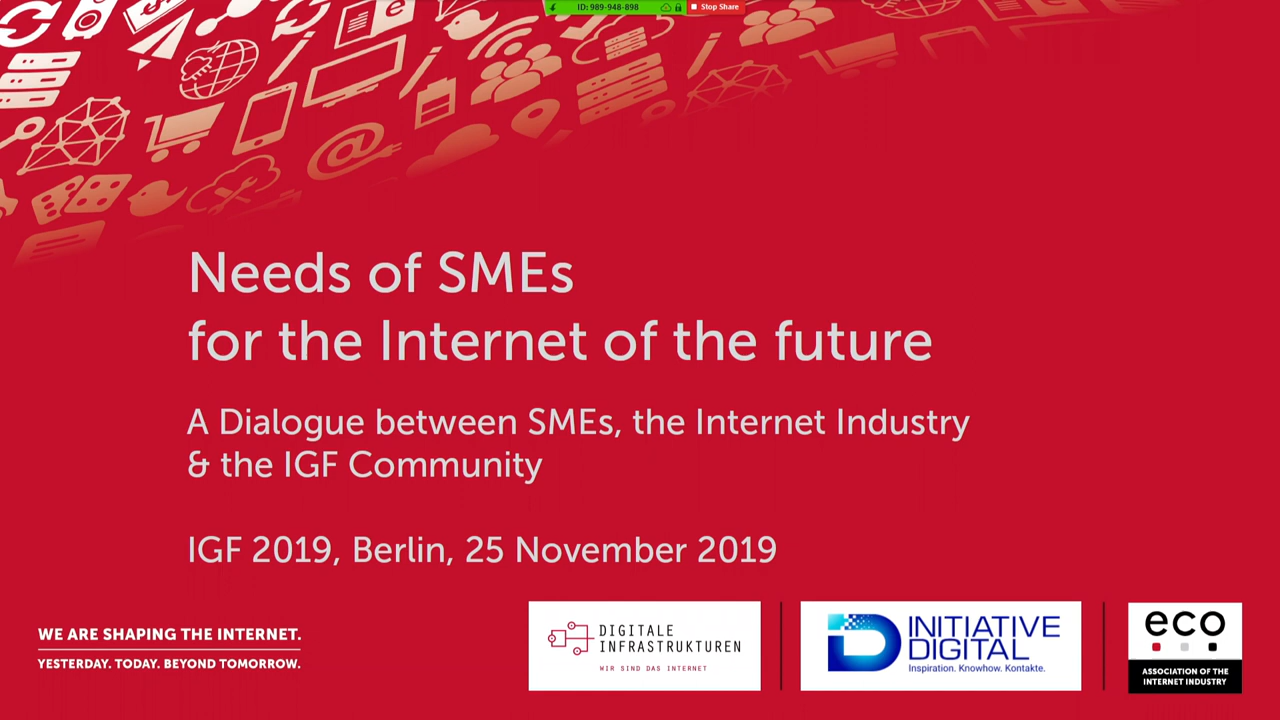 ID: 989-948-898
Stop Share
Needs of SMEs
for the Internet of the future
A Dialogue between SMEs, the Internet Industry
& the IGF Community
IGF 2019, Berlin, 25 November 2019
WE ARE SHAPING THE INTERNET.
YESTERDAY. TODAY. BEYOND TOMORROW.
DIGITALE
INFRASTRUKTUREN
WIR SIND DAS INTERNET
INITIATIVE
DIGITAL
Inspiration. Knowhow. Kontakte.
eco
ASSOCIATION OF THE
INTERNET INDUSTRY